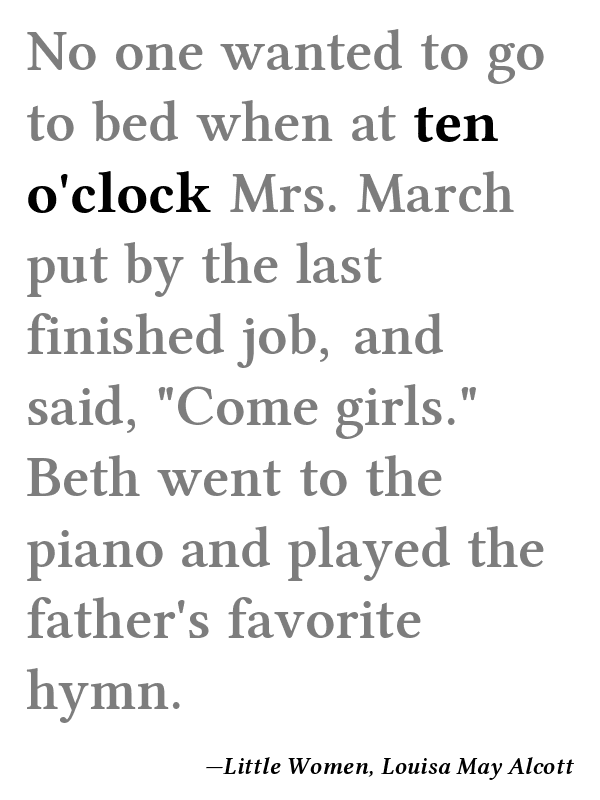 No one wanted to go
to bed when at ten
o'clock Mrs. March
put by the last
finished job, and
said, "Come girls."
Beth went to the
piano and played the
father's favorite
hymn.
—Little Women, Louisa May Alcott